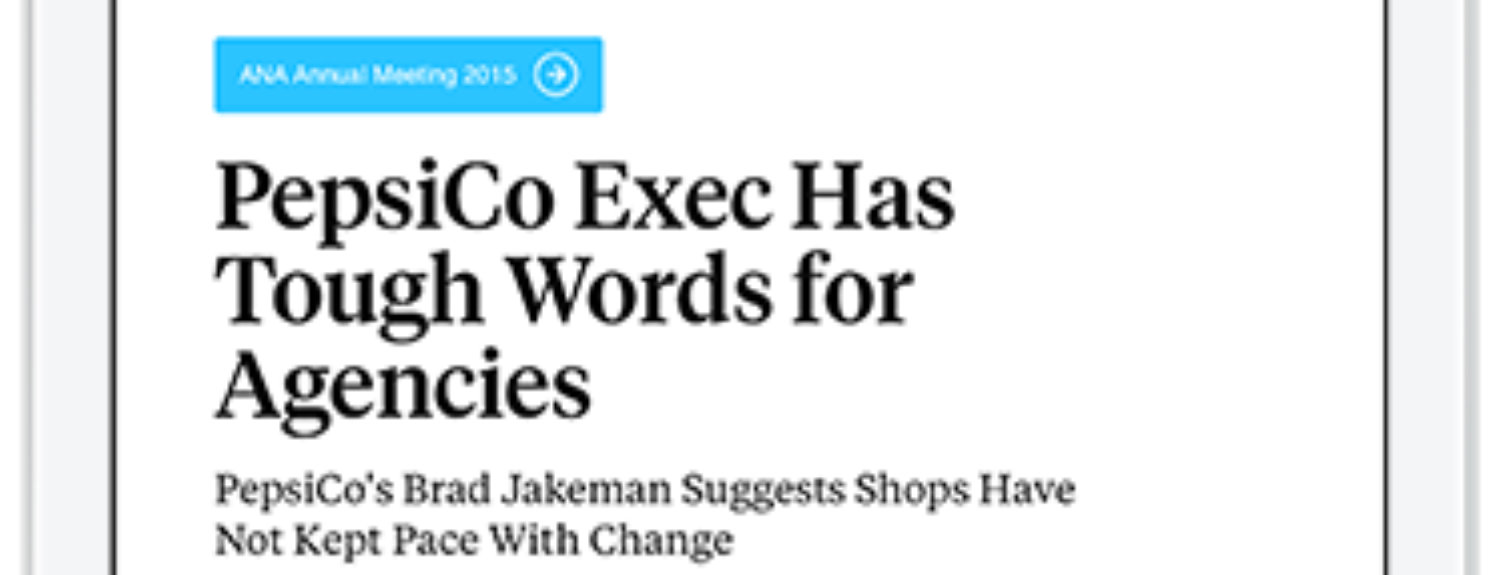 ANA Annual Meeting 2015
PepsiCo Exec Has
Tough Words for
Agencies
PepsiCo's Brad Jakeman Suggests Shops Have
Not Kept Pace With Change